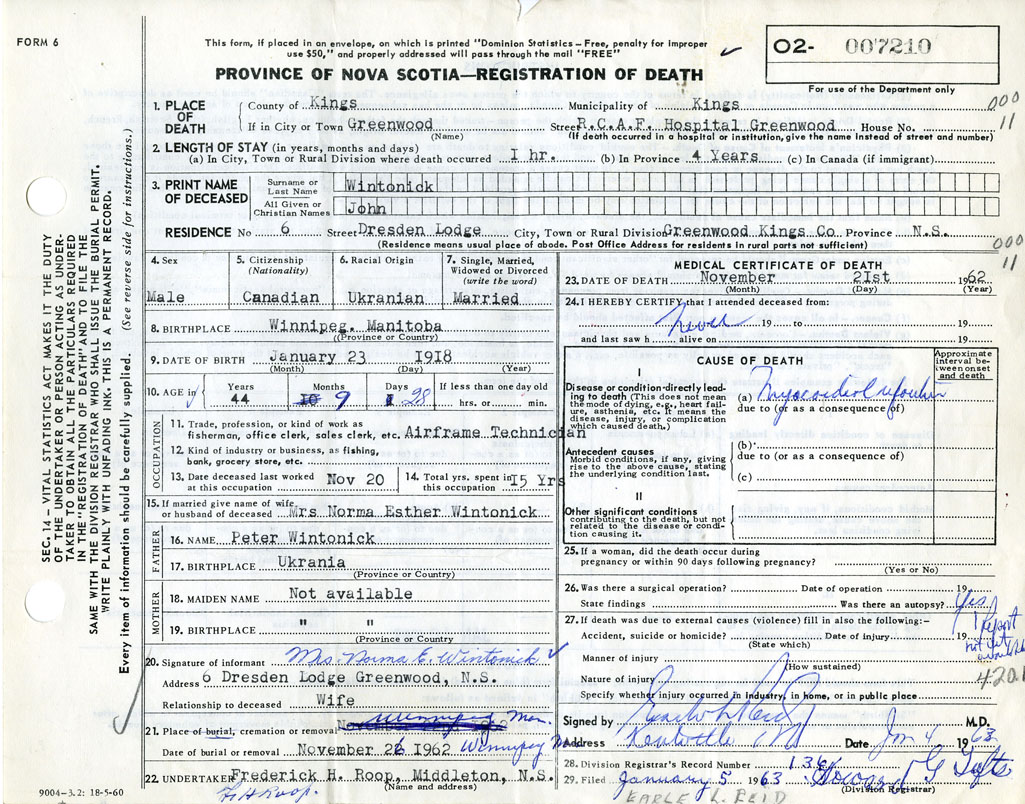 FORM 6
This form, if placed in an envelope, on which is printed "Dominion Statistics – Free, penalty for improper
use $50," and properly addressed will pass through the mail "FREE"
02- 007210
For use of the Department only
PROVINCE OF NOVA SCOTIA—REGISTRATION OF DEATH
1. PLACE OF DEATH
County of Kings Municipality of Kings
000
11
If in City or Town Greenwood Street R.C.A.F. Hospital Greenwood House No.
(Name) (If death occurred in a hospital or institution, give the name instead of street and number)
2. LENGTH OF STAY (in years, months and days)
(a) In City, Town or Rural Division where death occurred 1 hr. (b) In Province 4 Years (c) In Canada (if immigrant)
3. PRINT NAME OF DECEASED
Surname or Last Name Wintonick
All Given or Christian Names John
RESIDENCE No 6 Street Dresden Lodge City, Town or Rural Division Greenwood Kings Co Province N.S.
(Residence means usual place of abode. Post Office Address for residents in rural parts not sufficient)
000
11
4. Sex
Male
5. Citizenship
(Nationality)
Canadian
6. Racial Origin
Ukranian
7. Single, Married,
Widowed or Divorced
(write the word)
Married
8. BIRTHPLACE Winnipeg. Manitoba
(Province or Country)
9. DATE OF BIRTH January 23 1918
(Month) (Day) (Year)
10. AGE in
Years Months Days If less than one day old
44 10 9 28 hrs. or min.
OCCUPATION
11. Trade, profession, or kind of work as
fisherman, office clerk, sales clerk, etc. Airframe Technician
12. Kind of industry or business, as fishing,
bank, grocery store, etc.
13. Date deceased last worked
at this occupation Nov 20
14. Total yrs. spent in
this occupation 15 Yrs
15. If married give name of wife
or husband of deceased Mrs Norma Esther Wintonick
FATHER
16. NAME Peter Wintonick
17. BIRTHPLACE Ukrania
(Province or Country)
MOTHER
18. MAIDEN NAME Not available
19. BIRTHPLACE " "
(Province or Country)
20. Signature of informant Mrs. Norma E. Wintonick
Address 6 Dresden Lodge Greenwood, N.S.
Relationship to deceased Wife
21. Place of burial, cremation or removal Winnipeg Man.
Date of burial or removal November 26 1962 Winnipeg Man
22. UNDERTAKER Frederick H. Roop, Middleton, N.S.
(Name and address)
F. H Roop.
MEDICAL CERTIFICATE OF DEATH
23. DATE OF DEATH November 21st 1962
(Month) (Day) (Year)
24. I HEREBY CERTIFY that I attended deceased from:
never 19 to 19
and last saw h alive on 19
CAUSE OF DEATH
Approximate interval between onset and death
I
Disease or condition directly leading to death (This does not mean the mode of dying, e.g., heart failure, asthenia, etc. It means the disease, injury, or complication which caused death.)
(a) Myocardial infarction
due to (or as a consequence of)
Antecedent causes
Morbid conditions, if any, giving rise to the above cause, stating the underlying condition last.
(b)
due to (or as a consequence of)
(c)
II
Other significant conditions
contributing to the death, but not related to the disease or condition causing it.
25. If a woman, did the death occur during
pregnancy or within 90 days following pregnancy?
(Yes or No)
26. Was there a surgical operation? Date of operation 19
State findings Was there an autopsy? Yes
Report
not yet
available
27. If death was due to external causes (violence) fill in also the following:—
Accident, suicide or homicide? Date of injury 19
(State which)
Manner of injury
(How sustained)
Nature of injury
420.1
Specify whether injury occurred in industry, in home, or in public place
Signed by Earle L Reid M.D.
Address Kentville NS Date Jan 4 1963
28. Division Registrar's Record Number 136
29. Filed January 5 1963 G Tufts
(Division Registrar)
EARLE L. REID
SEC. 14 – VITAL STATISTICS ACT MAKES IT THE DUTY
OF THE UNDERTAKER OR PERSON ACTING AS UNDER-
TAKER TO OBTAIN ALL THE PARTICULARS REQUIRED
IN THE "REGISTRATION OF DEATH" AND TO FILE THE
SAME WITH THE DIVISION REGISTRAR WHO SHALL ISSUE THE BURIAL PERMIT.
WRITE PLAINLY WITH UNFADING INK. THIS IS A PERMANENT RECORD.
Every item of information should be carefully supplied. (See reverse side for instructions.)
9004-3.2: 18-5-60